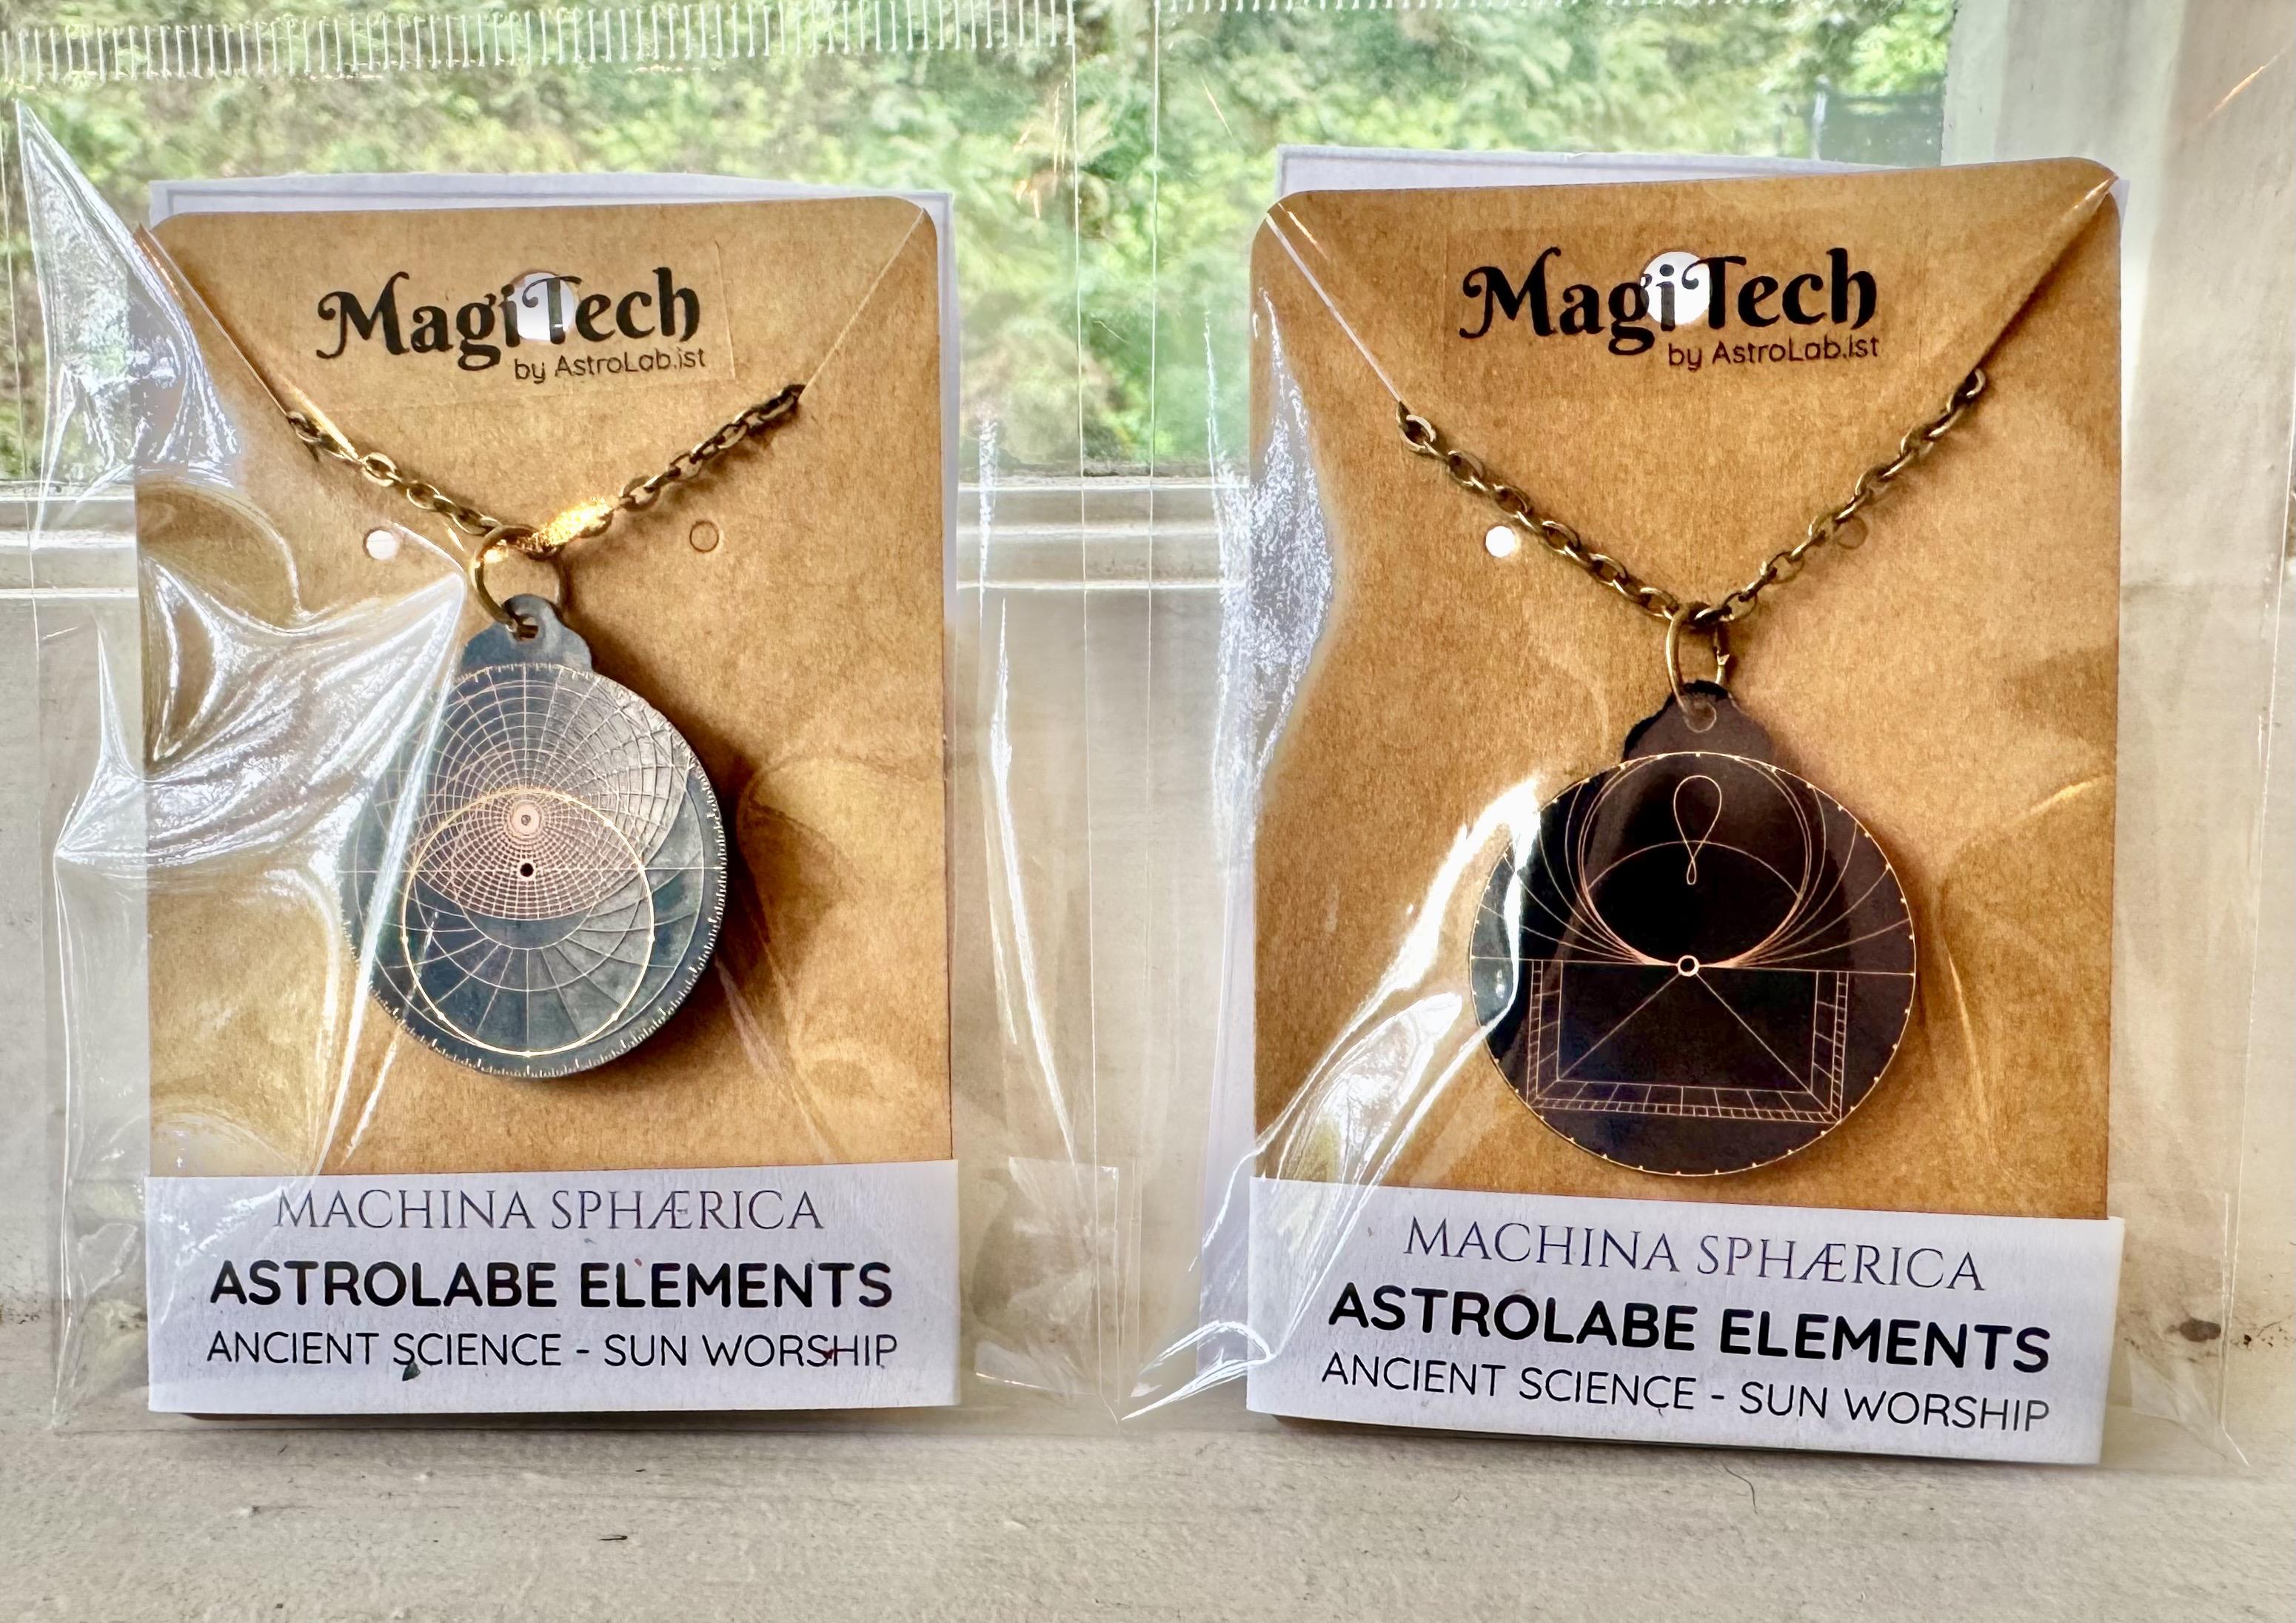 MagiTech
by AstroLab.ist
MACHINA SPHÆRICA
ASTROLABE ELEMENTS
ANCIENT SCIENCE - SUN WORSHIP
MagiTech
by AstroLab.ist
MACHINA SPHÆRICA
ASTROLABE ELEMENTS
ANCIENT SCIENCE - SUN WORSHIP